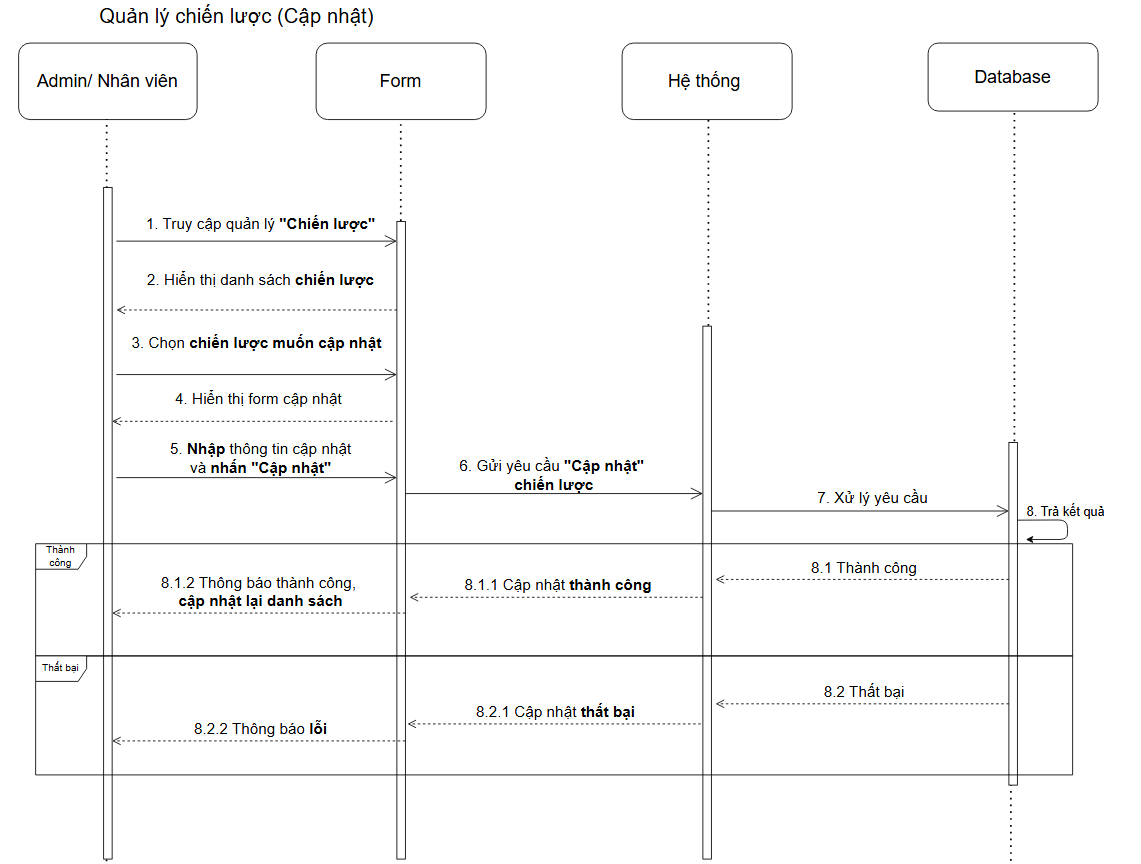 Quản lý chiến lược (Cập nhật)
Admin/ Nhân viên
Form
Hệ thống
Database
1. Truy cập quản lý "Chiến lược"
2. Hiển thị danh sách chiến lược
3. Chọn chiến lược muốn cập nhật
4. Hiển thị form cập nhật
5. Nhập thông tin cập nhật
và nhấn "Cập nhật"
6. Gửi yêu cầu "Cập nhật"
chiến lược
7. Xử lý yêu cầu
8. Trả kết quả
Thành
công
8.1 Thành công
8.1.1 Cập nhật thành công
8.1.2 Thông báo thành công,
cập nhật lại danh sách
Thất bại
8.2 Thất bại
8.2.1 Cập nhật thất bại
8.2.2 Thông báo lỗi